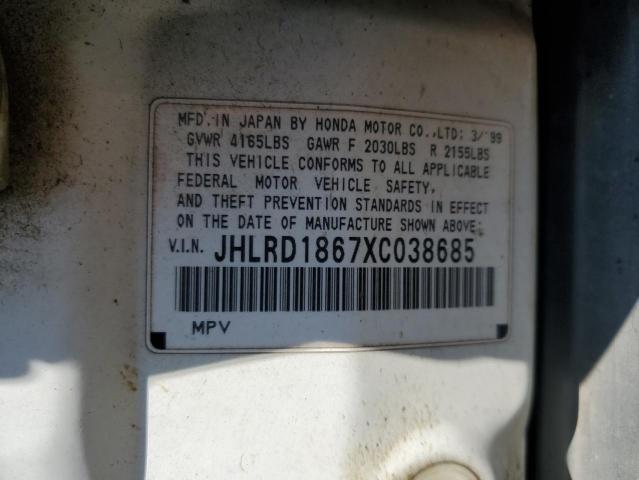 MFD. IN JAPAN BY HONDA MOTOR CO.,LTD: 3/'99
GVWR 4165LBS GAWR F 2030LBS R 2155LBS
THIS VEHICLE CONFORMS TO ALL APPLICABLE
FEDERAL MOTOR VEHICLE SAFETY,
AND THEFT PREVENTION STANDARDS IN EFFECT
ON THE DATE OF MANUFACTURE SHOWN ABOVE:
V.I.N. JHLRD1867XC038685
MPV